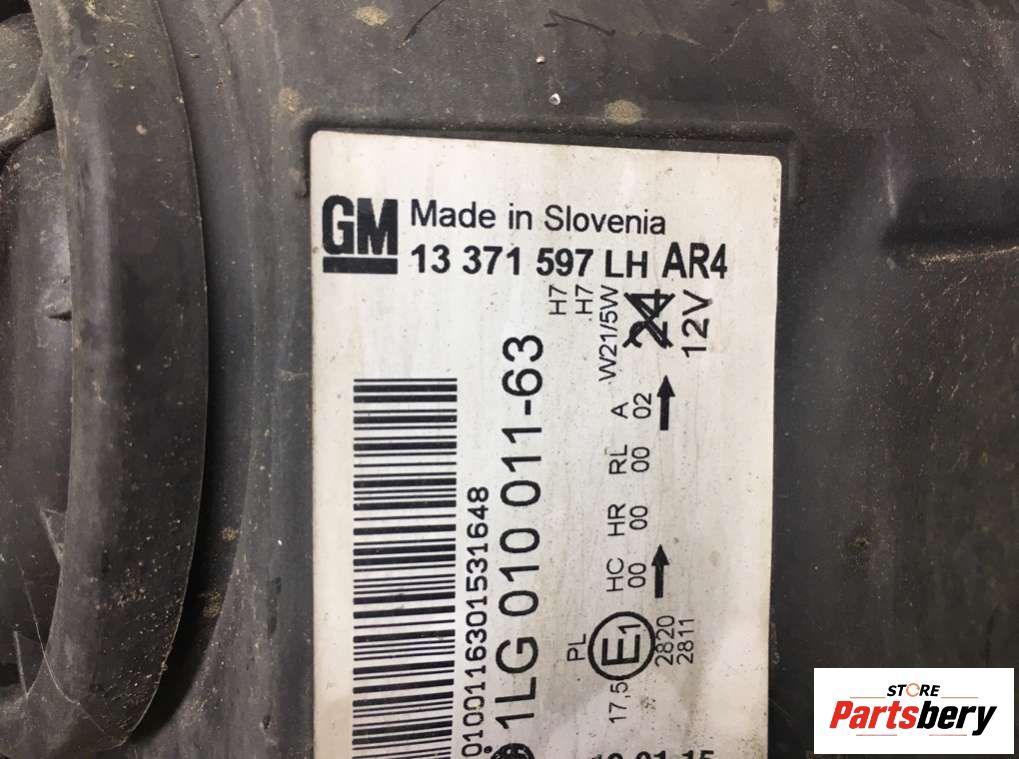 GM Made in Slovenia
13 371 597 LH AR4
H7
H7
W21/5W
24
12V
1LG 010 011-63
0100116301531648
PL
E1
HC HR RL A
00 00 00 02
17,5
2820
2811
STORE
Partsbery